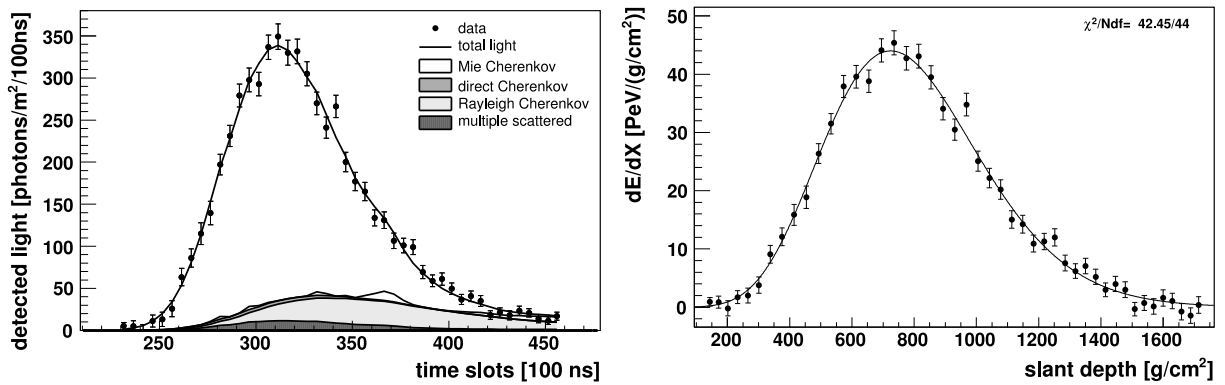 detected light [photons/m²/100ns]
350
300
250
200
150
100
50
0
data
total light
Mie Cherenkov
direct Cherenkov
Rayleigh Cherenkov
multiple scattered
250
300
350
400
450
time slots [100 ns]
dE/dX [PeV/(g/cm²)]
50
40
30
20
10
0
χ²/Ndf= 42.45/44
200
400
600
800
1000
1200
1400
1600
slant depth [g/cm²]